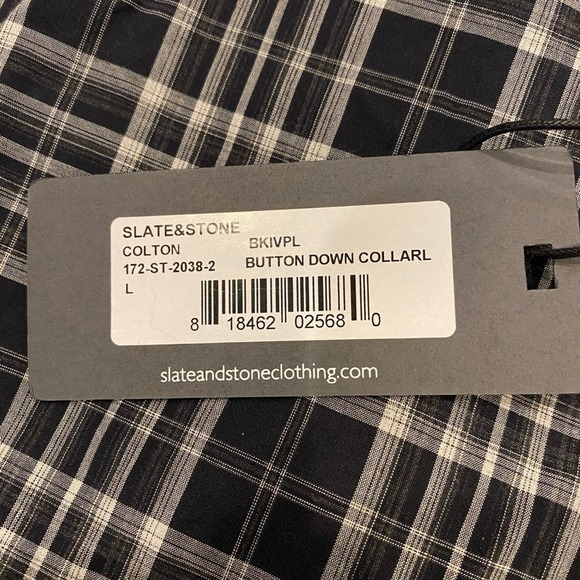 SLATE&STONE
COLTON BKIVPL
172-ST-2038-2 BUTTON DOWN COLLARL
L
8 18462 02568 0
slateandstoneclothing.com